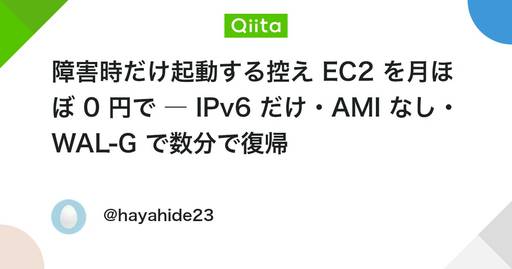 Qiita
障害時だけ起動する控え EC2 を月ほ
ぼ 0 円で — IPv6 だけ・AMI なし・
WAL-G で数分で復帰
@hayahide23